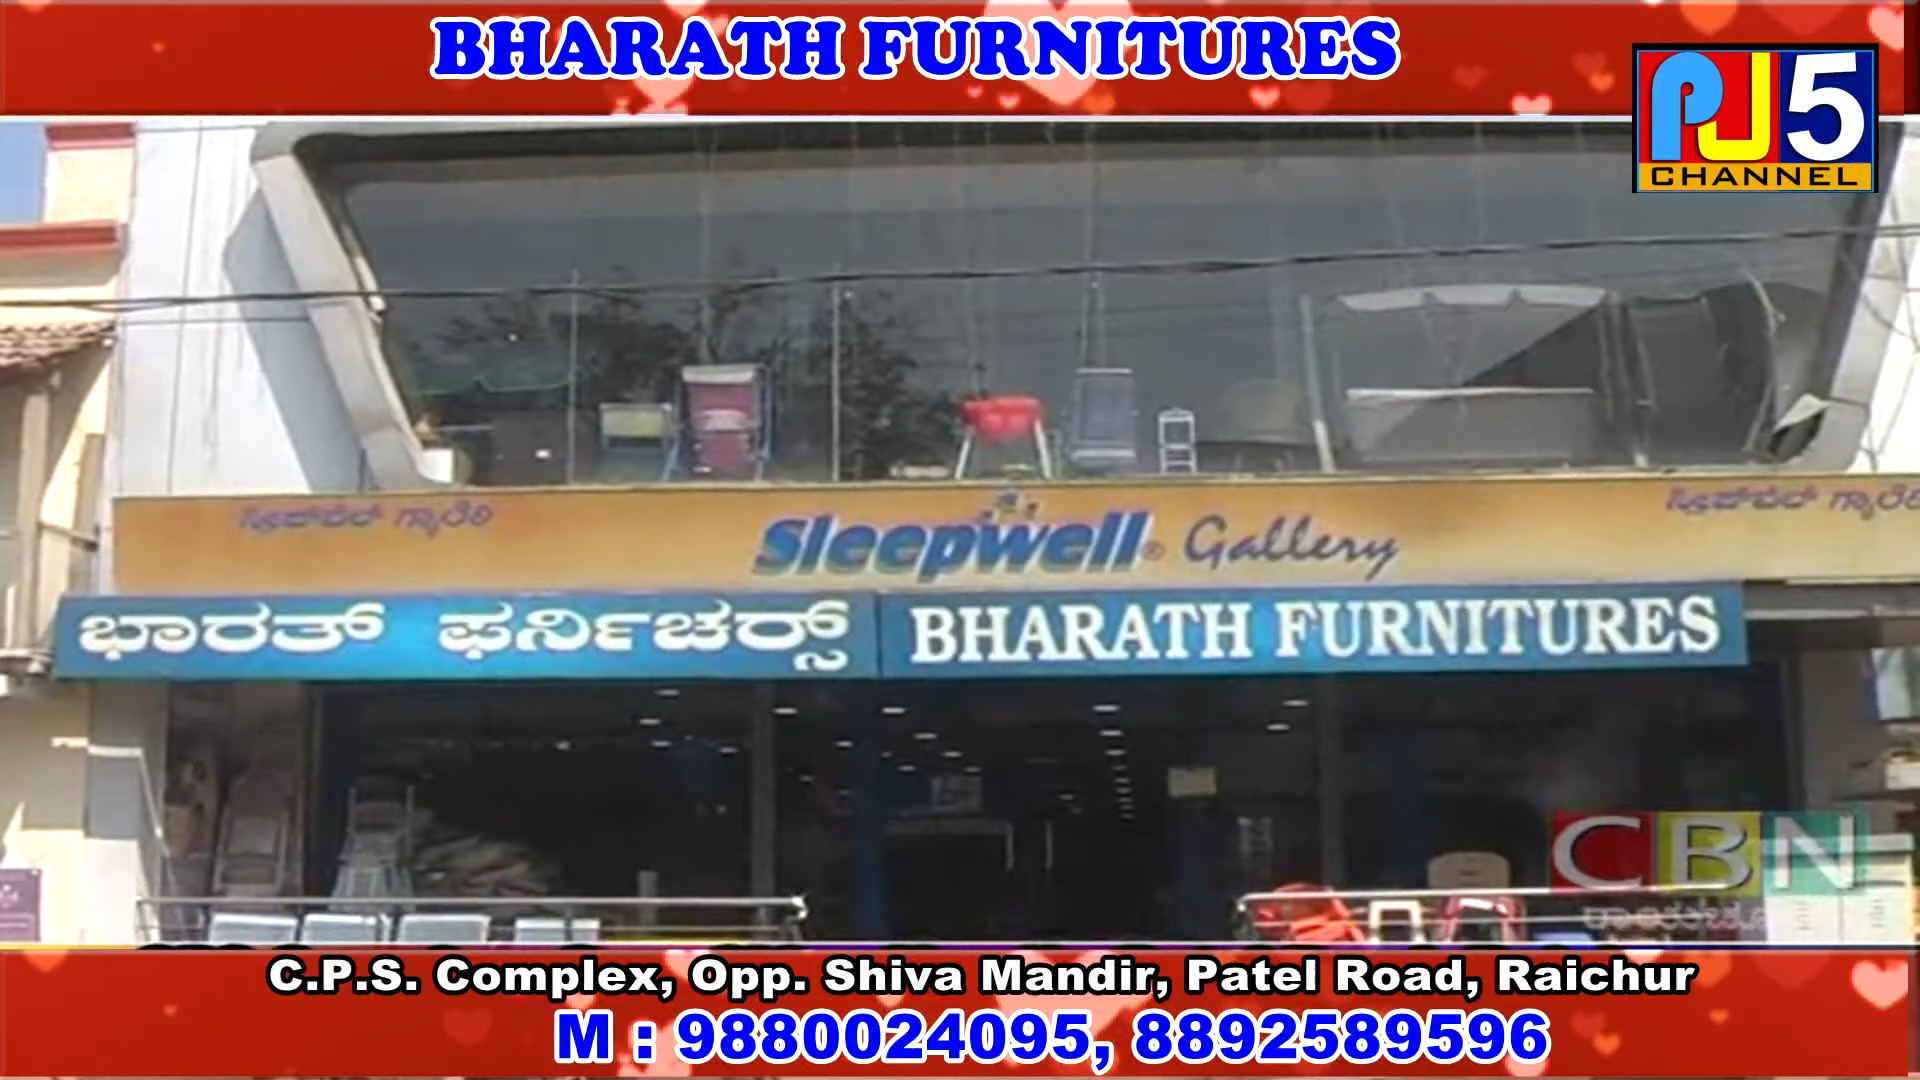 BHARATH FURNITURES
PJ5
CHANNEL
ಸ್ಲೀಪ್‌ವೆಲ್ ಗ್ಯಾಲೆರಿ
Sleepwell® Gallery
ಸ್ಲೀಪ್‌ವೆಲ್ ಗ್ಯಾಲೆರಿ
ಭಾರತ್ ಫರ್ನಿಚರ್ಸ್
BHARATH FURNITURES
CBN
C.P.S. Complex, Opp. Shiva Mandir, Patel Road, Raichur
M : 9880024095, 8892589596